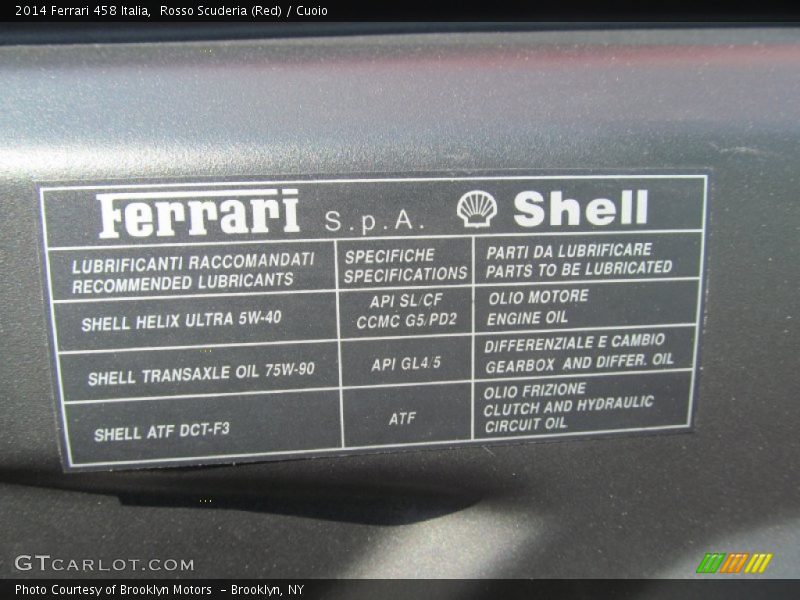 2014 Ferrari 458 Italia, Rosso Scuderia (Red) / Cuoio
Ferrari S.p.A. Shell
LUBRIFICANTI RACCOMANDATI
RECOMMENDED LUBRICANTS
SPECIFICHE
SPECIFICATIONS
PARTI DA LUBRIFICARE
PARTS TO BE LUBRICATED
SHELL HELIX ULTRA 5W-40
API SL/CF
CCMC G5/PD2
OLIO MOTORE
ENGINE OIL
SHELL TRANSAXLE OIL 75W-90
API GL4/5
DIFFERENZIALE E CAMBIO
GEARBOX AND DIFFER. OIL
SHELL ATF DCT-F3
ATF
OLIO FRIZIONE
CLUTCH AND HYDRAULIC
CIRCUIT OIL
GTCARLOT.COM
Photo Courtesy of Brooklyn Motors - Brooklyn, NY